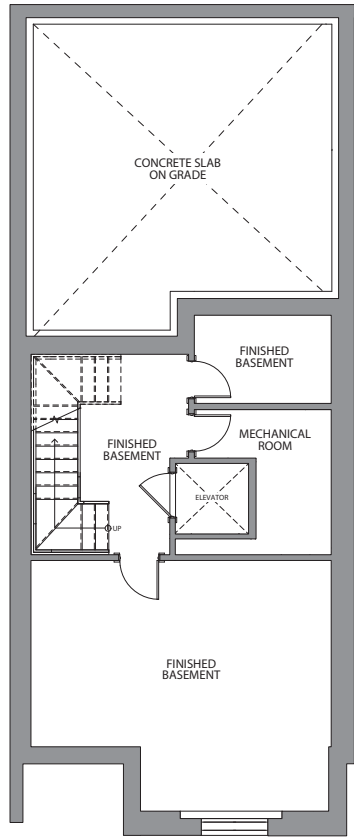 CONCRETE SLAB
ON GRADE
FINISHED
BASEMENT
MECHANICAL
ROOM
FINISHED
BASEMENT
ELEVATOR
UP
FINISHED
BASEMENT